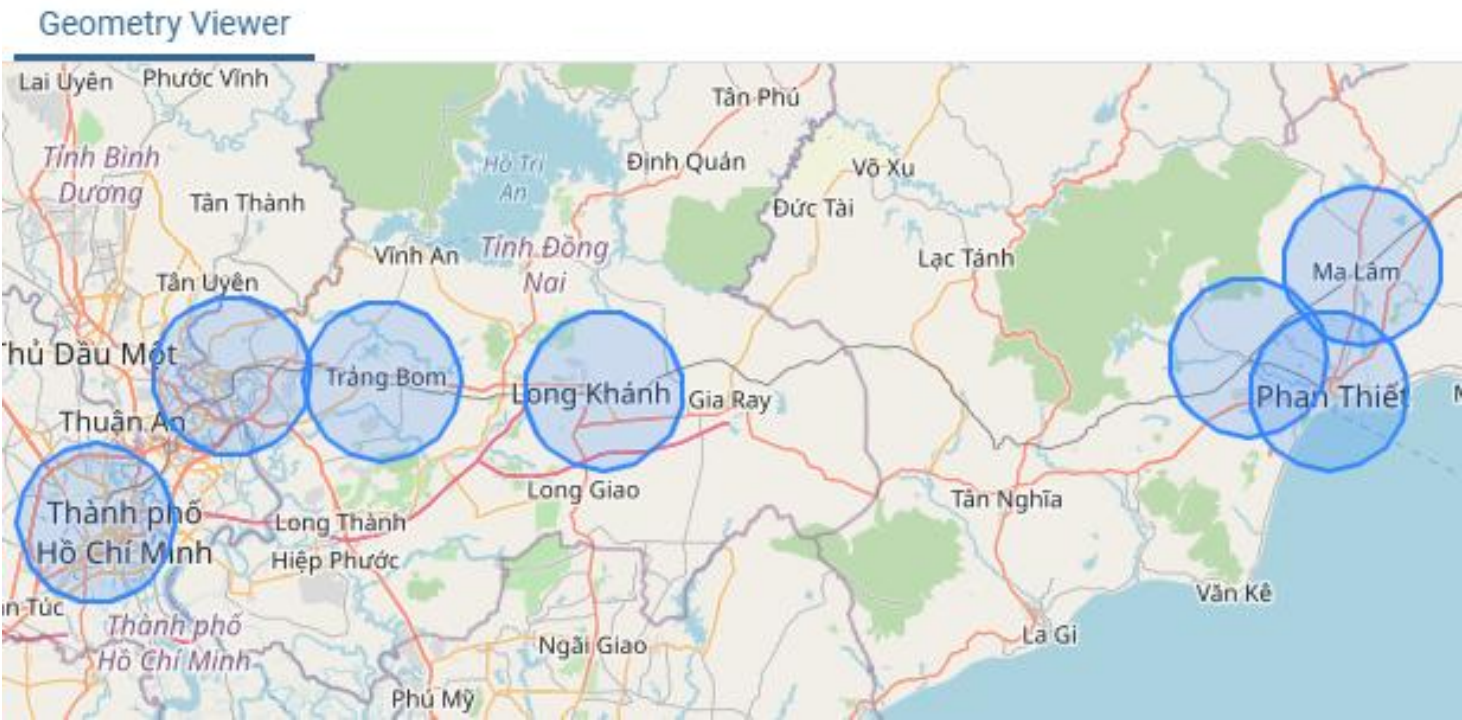 Geometry Viewer
Lai Uyên
Phước Vĩnh
Tân Phú
Tỉnh Bình
Dương
Hồ Trị
An
Định Quán
Võ Xu
Tân Thành
Đức Tài
Vĩnh An
Tỉnh Đồng
Nai
Lạc Tánh
Tân Uyên
Ma Lâm
Thủ Dầu Một
Trảng Bom
Long Khánh
Gia Ray
Phan Thiết
Thuận An
Long Giao
Tân Nghĩa
Thành phố
Hồ Chí Minh
Long Thành
Hiệp Phước
Văn Kê
n Túc
Thành phố
Hồ Chí Minh
La Gi
Ngãi Giao
Phú Mỹ